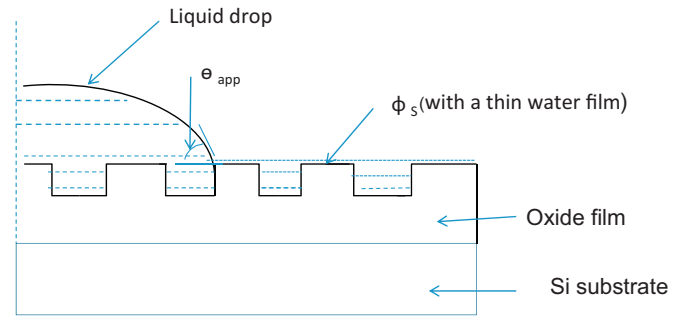 Liquid drop
ɵ app
ϕ s(with a thin water film)
Oxide film
Si substrate